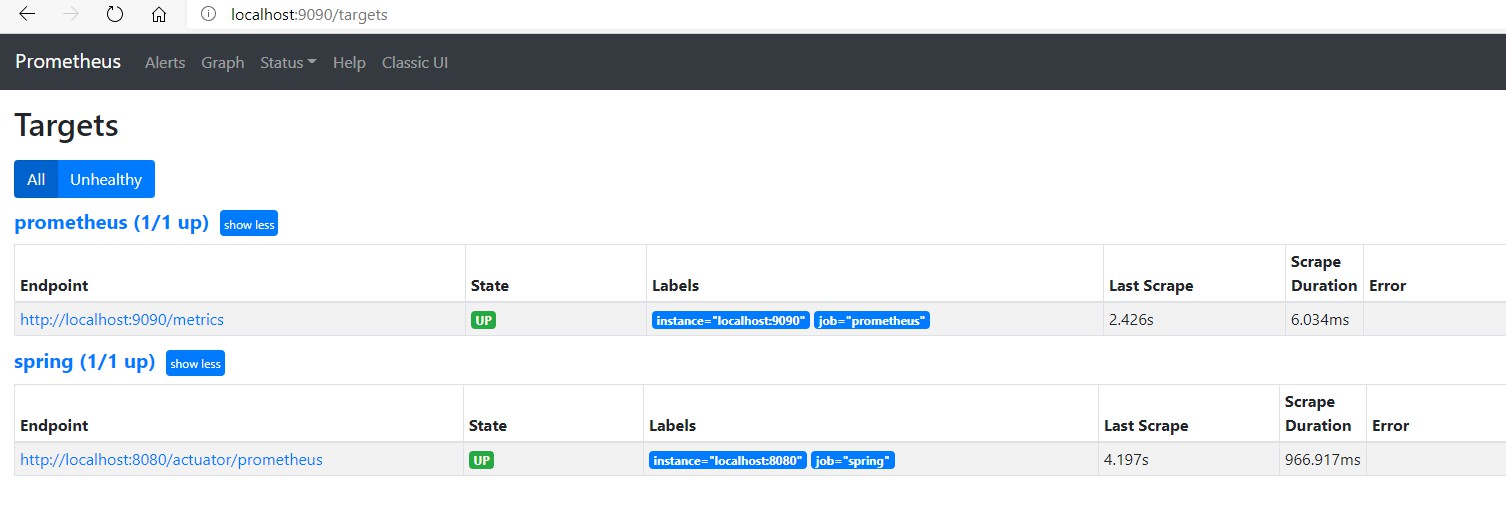 localhost:9090/targets
Prometheus Alerts Graph Status Help Classic UI
Targets
All Unhealthy
prometheus (1/1 up) show less
Endpoint State Labels Last Scrape Scrape Duration Error
http://localhost:9090/metrics UP instance="localhost:9090" job="prometheus" 2.426s 6.034ms
spring (1/1 up) show less
Endpoint State Labels Last Scrape Scrape Duration Error
http://localhost:8080/actuator/prometheus UP instance="localhost:8080" job="spring" 4.197s 966.917ms